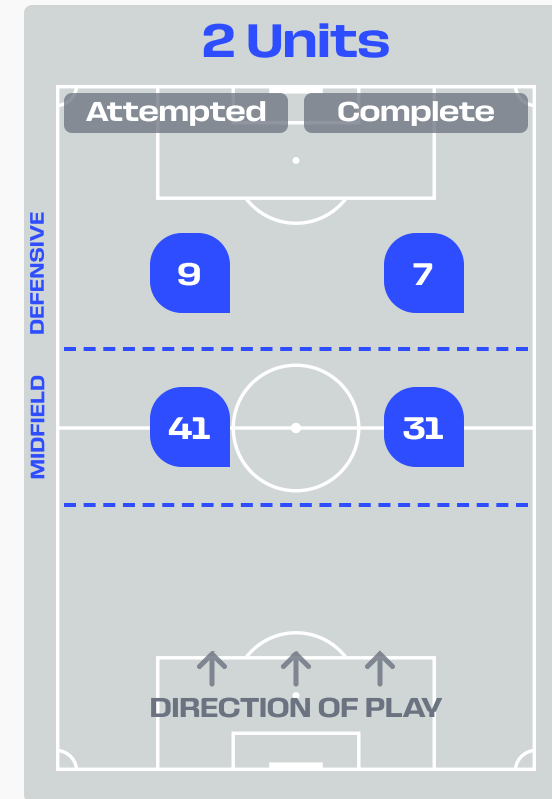 2 Units
Attempted Complete
DEFENSIVE
9 7
MIDFIELD
41 31
DIRECTION OF PLAY